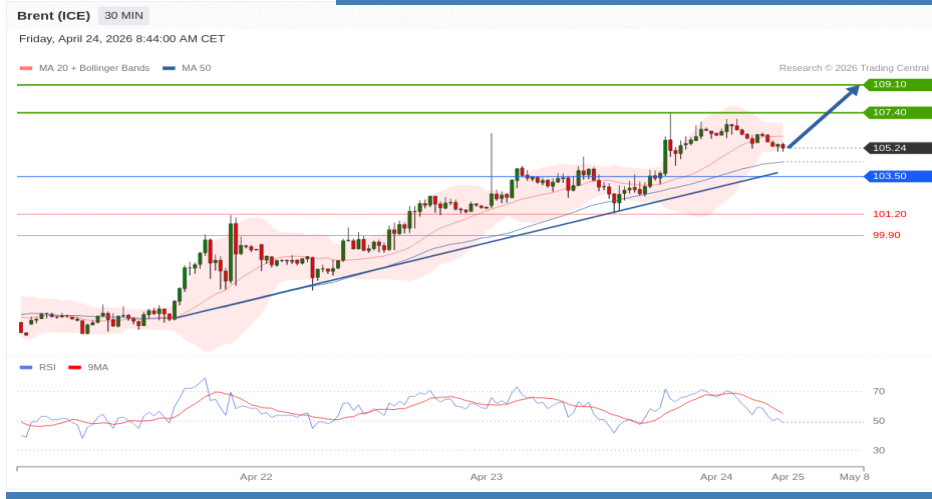 Brent (ICE) 30 MIN
Friday, April 24, 2026 8:44:00 AM CET
MA 20 + Bollinger Bands MA 50 Research © 2026 Trading Central
109.10
107.40
105.24
103.50
101.20
99.90
RSI 9MA
70
50
30
Apr 22 Apr 23 Apr 24 Apr 25 May 8